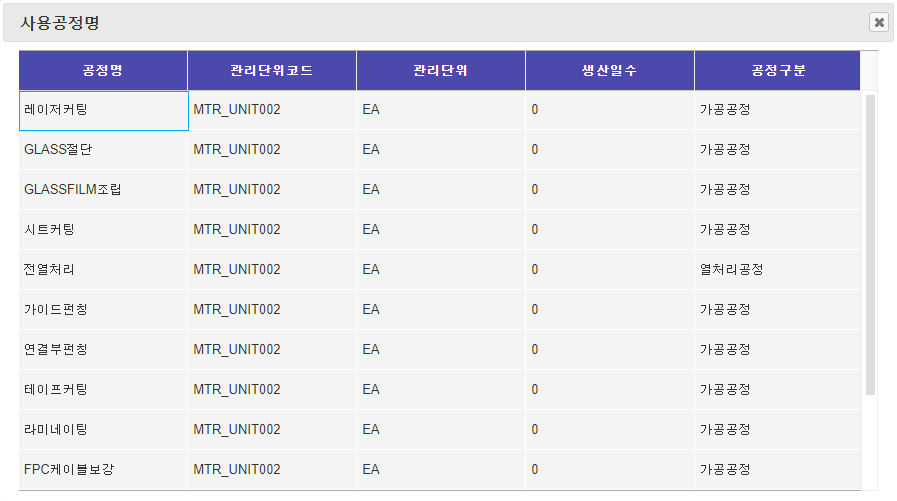 사용공정명
공정명 관리단위코드 관리단위 생산일수 공정구분
레이저커팅 MTR_UNIT002 EA 0 가공공정
GLASS절단 MTR_UNIT002 EA 0 가공공정
GLASSFILM조립 MTR_UNIT002 EA 0 가공공정
시트커팅 MTR_UNIT002 EA 0 가공공정
전열처리 MTR_UNIT002 EA 0 열처리공정
가이드펀칭 MTR_UNIT002 EA 0 가공공정
연결부펀칭 MTR_UNIT002 EA 0 가공공정
테이프커팅 MTR_UNIT002 EA 0 가공공정
라미네이팅 MTR_UNIT002 EA 0 가공공정
FPC케이블보강 MTR_UNIT002 EA 0 가공공정